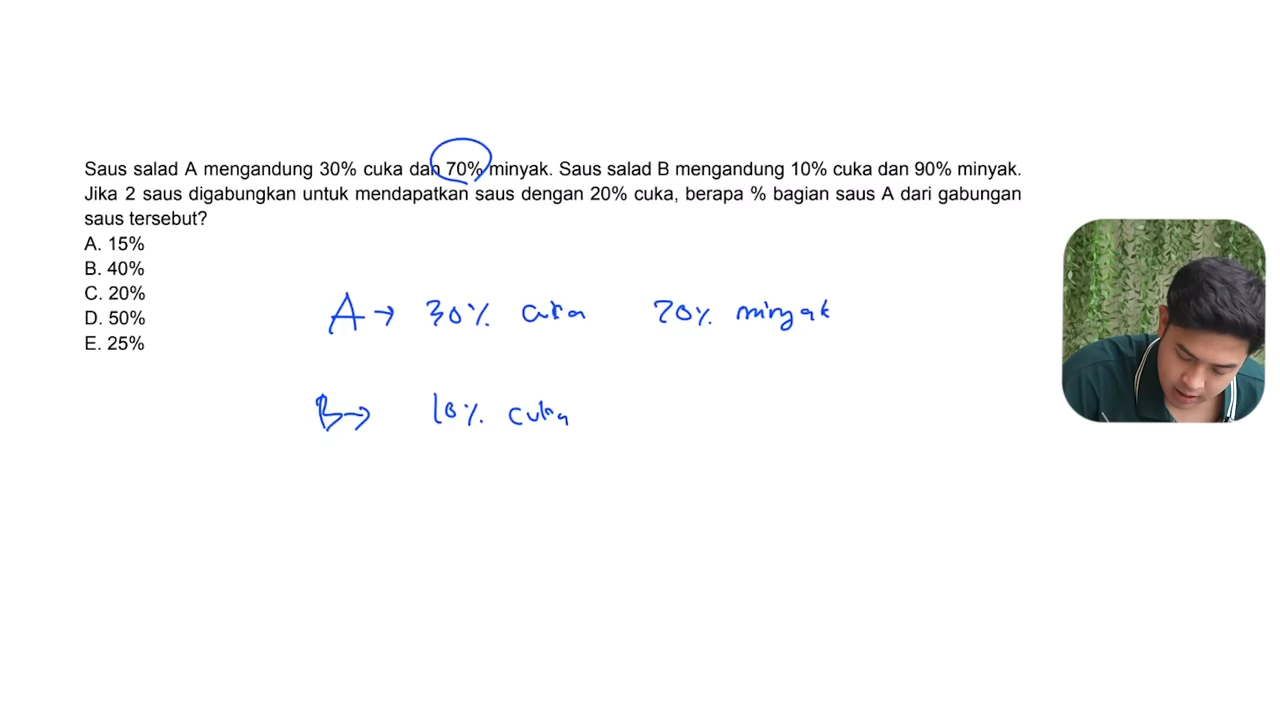 Saus salad A mengandung 30% cuka dan 70% minyak. Saus salad B mengandung 10% cuka dan 90% minyak.
Jika 2 saus digabungkan untuk mendapatkan saus dengan 20% cuka, berapa % bagian saus A dari gabungan
saus tersebut?
A. 15%
B. 40%
C. 20%
D. 50%
E. 25%
A → 30% cuka 70% minyak
B → 10% cuka